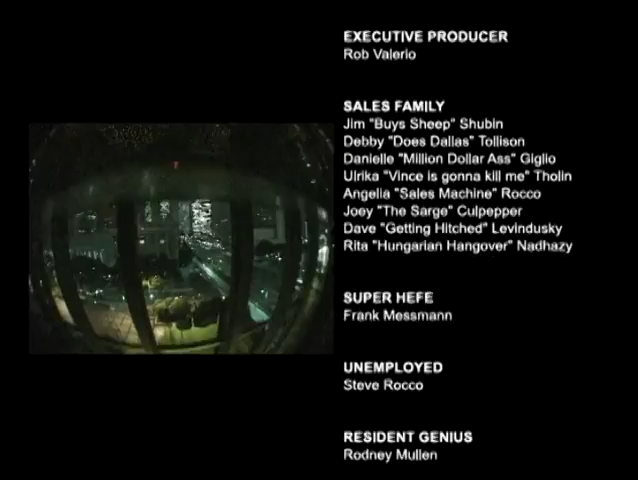 EXECUTIVE PRODUCER
Rob Valerio
SALES FAMILY
Jim "Buys Sheep" Shubin
Debby "Does Dallas" Tollison
Danielle "Million Dollar Ass" Giglio
Ulrika "Vince is gonna kill me" Tholin
Angelia "Sales Machine" Rocco
Joey "The Sarge" Culpepper
Dave "Getting Hitched" Levindusky
Rita "Hungarian Hangover" Nadhazy
SUPER HEFE
Frank Messmann
UNEMPLOYED
Steve Rocco
RESIDENT GENIUS
Rodney Mullen